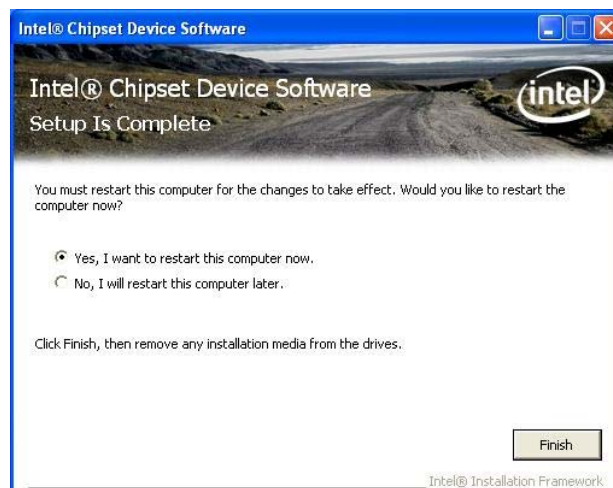 Intel® Chipset Device Software
Intel® Chipset Device Software
Setup Is Complete
intel
You must restart this computer for the changes to take effect. Would you like to restart the
computer now?
Yes, I want to restart this computer now.
No, I will restart this computer later.
Click Finish, then remove any installation media from the drives.
Finish
Intel® Installation Framework